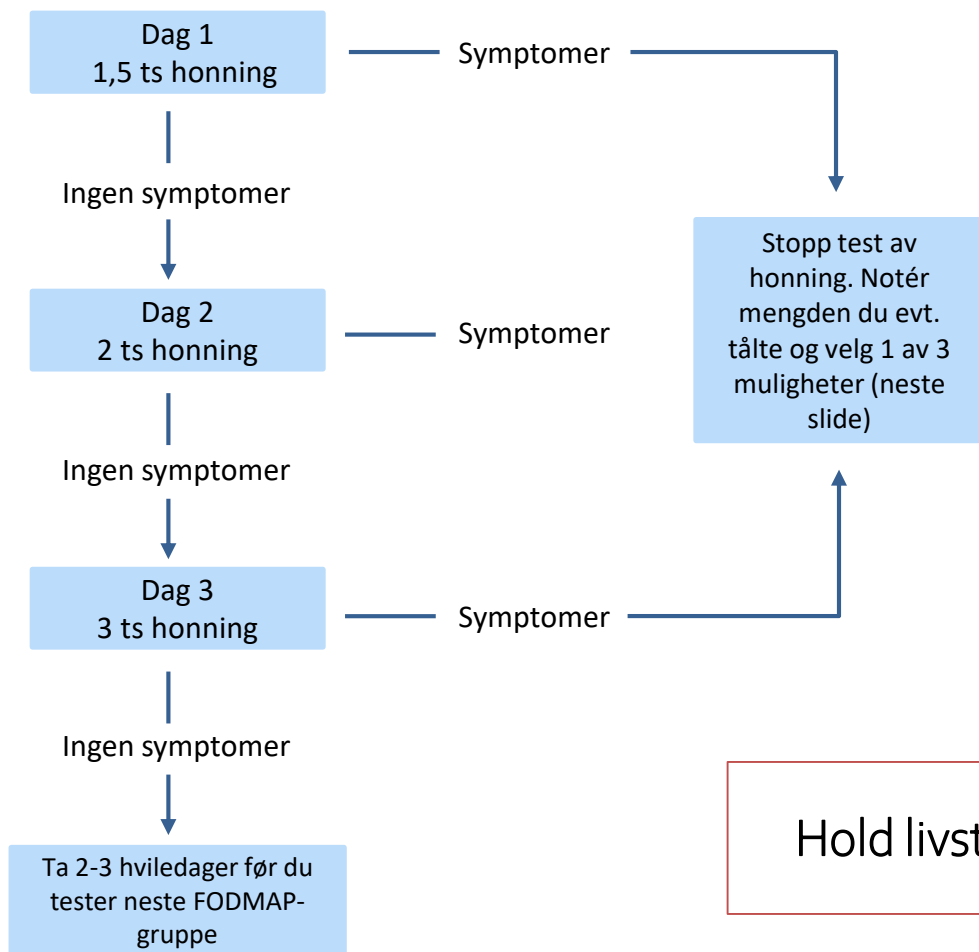 Dag 1
1,5 ts honning
Symptomer
Ingen symptomer
Stopp test av
honning. Notér
mengden du evt.
tålte og velg 1 av 3
muligheter (neste
slide)
Dag 2
2 ts honning
Symptomer
Ingen symptomer
Dag 3
3 ts honning
Symptomer
Ingen symptomer
Ta 2-3 hviledager før du
tester neste FODMAP-
gruppe
Hold livst